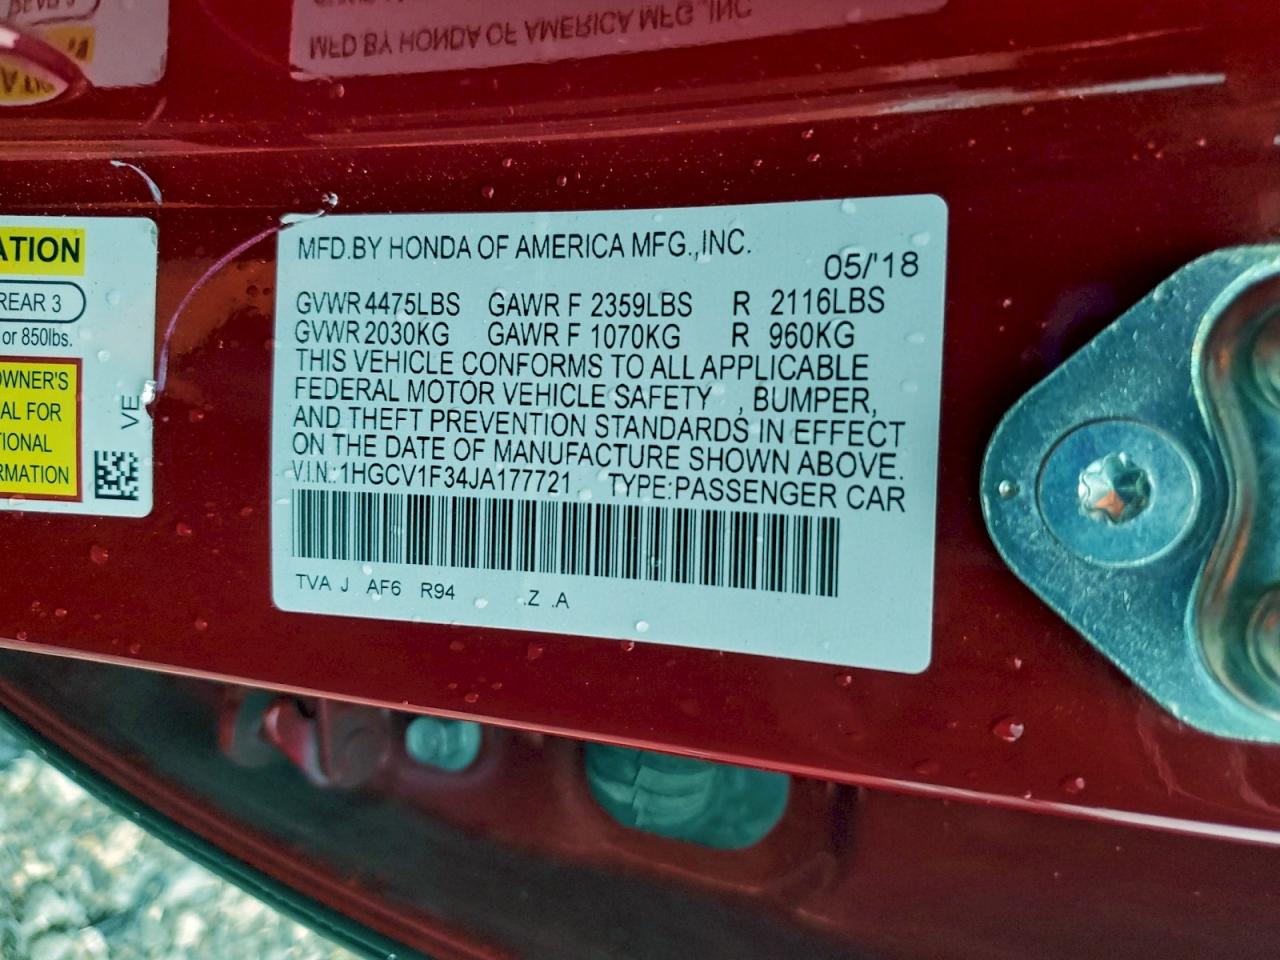 MFD BY HONDA OF AMERICA MFG., INC
ATION
REAR 3
or 850lbs.
OWNER'S
AL FOR
TIONAL
RMATION
VE
MFD.BY HONDA OF AMERICA MFG.,INC.
05/'18
GVWR 4475LBS GAWR F 2359LBS R 2116LBS
GVWR 2030KG GAWR F 1070KG R 960KG
THIS VEHICLE CONFORMS TO ALL APPLICABLE
FEDERAL MOTOR VEHICLE SAFETY , BUMPER,
AND THEFT PREVENTION STANDARDS IN EFFECT
ON THE DATE OF MANUFACTURE SHOWN ABOVE.
V.I.N.:1HGCV1F34JA177721 TYPE:PASSENGER CAR
TVA J AF6 R94 .Z .A